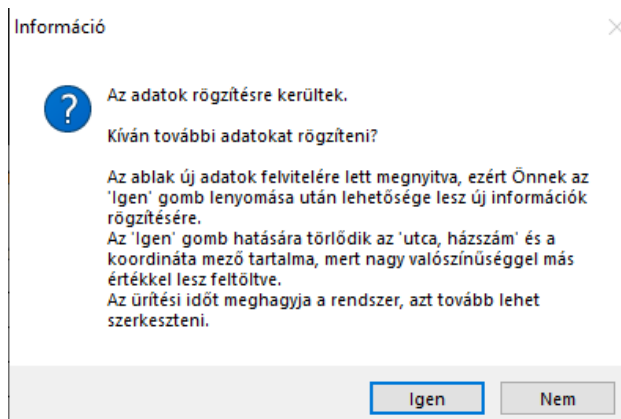 Információ
Az adatok rögzítésre kerültek.
Kíván további adatokat rögzíteni?
Az ablak új adatok felvitelére lett megnyitva, ezért Önnek az
'Igen' gomb lenyomása után lehetősége lesz új információk
rögzítésére.
Az 'Igen' gomb hatására törlődik az 'utca, házszám' és a
koordináta mező tartalma, mert nagy valószínűséggel más
értékkel lesz feltöltve.
Az ürítési időt meghagyja a rendszer, azt tovább lehet
szerkeszteni.
Igen
Nem